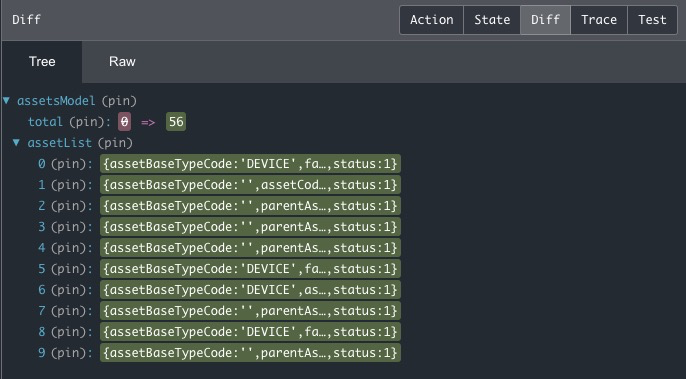 Diff Action State Diff Trace Test
Tree Raw
▼ assetsModel (pin)
total (pin): 0 => 56
▼ assetList (pin)
0 (pin): {assetBaseTypeCode:'DEVICE',fa…,status:1}
1 (pin): {assetBaseTypeCode:'',assetCod…,status:1}
2 (pin): {assetBaseTypeCode:'',parentAs…,status:1}
3 (pin): {assetBaseTypeCode:'',parentAs…,status:1}
4 (pin): {assetBaseTypeCode:'',parentAs…,status:1}
5 (pin): {assetBaseTypeCode:'DEVICE',fa…,status:1}
6 (pin): {assetBaseTypeCode:'DEVICE',as…,status:1}
7 (pin): {assetBaseTypeCode:'',parentAs…,status:1}
8 (pin): {assetBaseTypeCode:'DEVICE',fa…,status:1}
9 (pin): {assetBaseTypeCode:'',parentAs…,status:1}